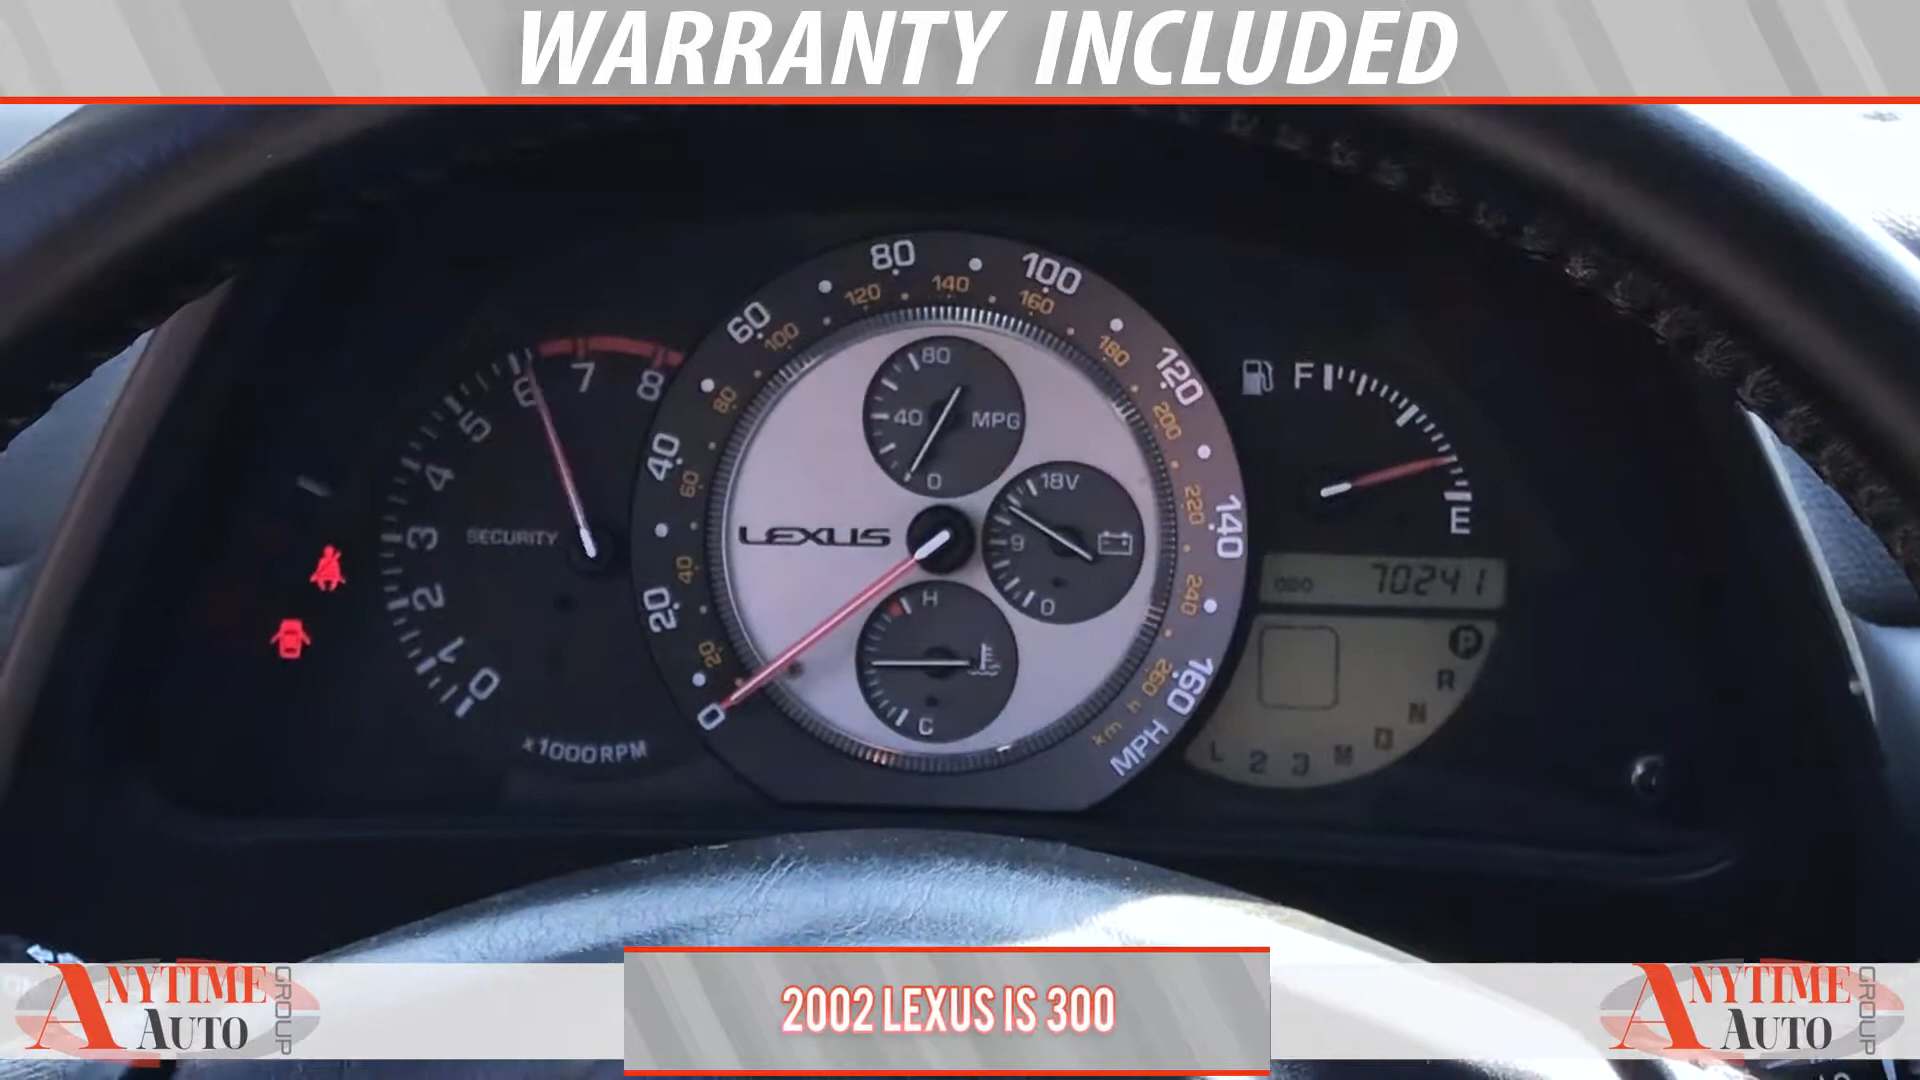 WARRANTY INCLUDED
80 100
120 140 160
60 120
100 180
80 200
40 140
60 220
20 160
40 240
20 260
0
km/h
MPH
80
40 MPG
0
LEXUS
18V
9
0
H
C
0 1 2 3 4 5 6 7 8
SECURITY
x1000RPM
F
E
ODO 70241
P
R
N
D
M
3
2
L
ANYTIME
AUTO
GROUP
2002 LEXUS IS 300
ANYTIME
AUTO
GROUP